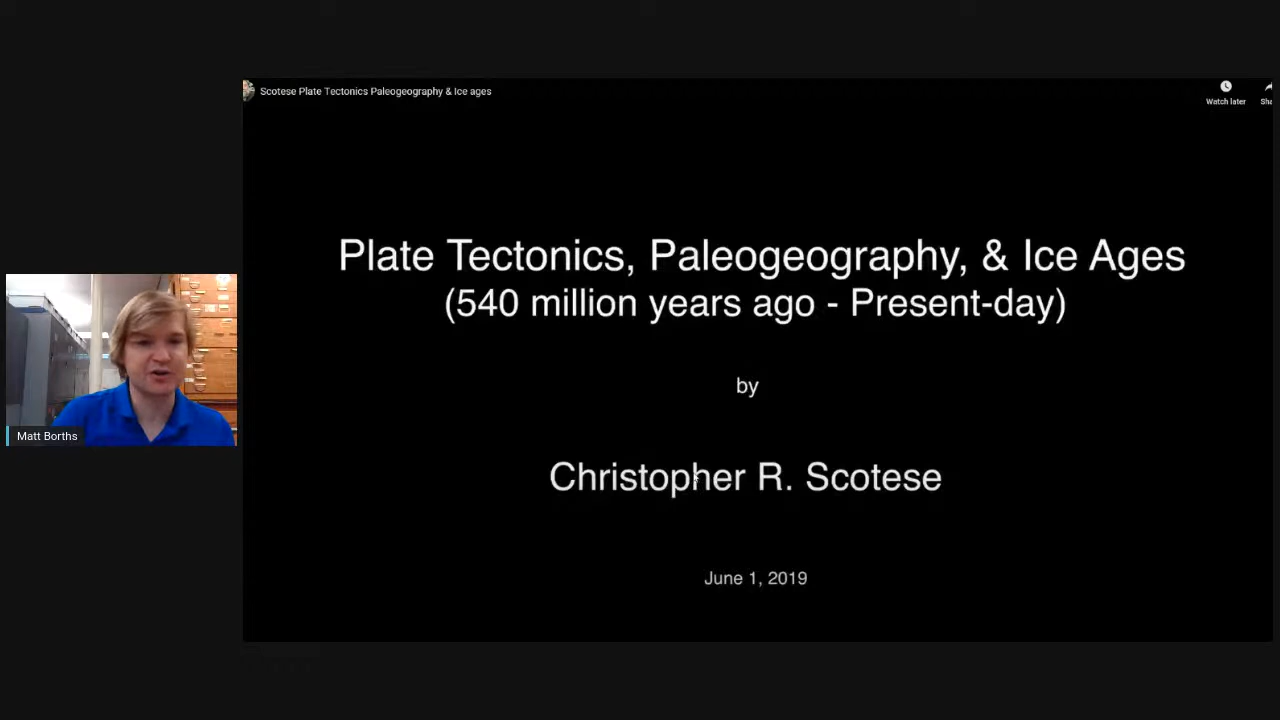 Scotese Plate Tectonics Paleogeography & Ice ages
Watch later
Sha
Plate Tectonics, Paleogeography, & Ice Ages
(540 million years ago - Present-day)
by
Christopher R. Scotese
June 1, 2019
Matt Borths